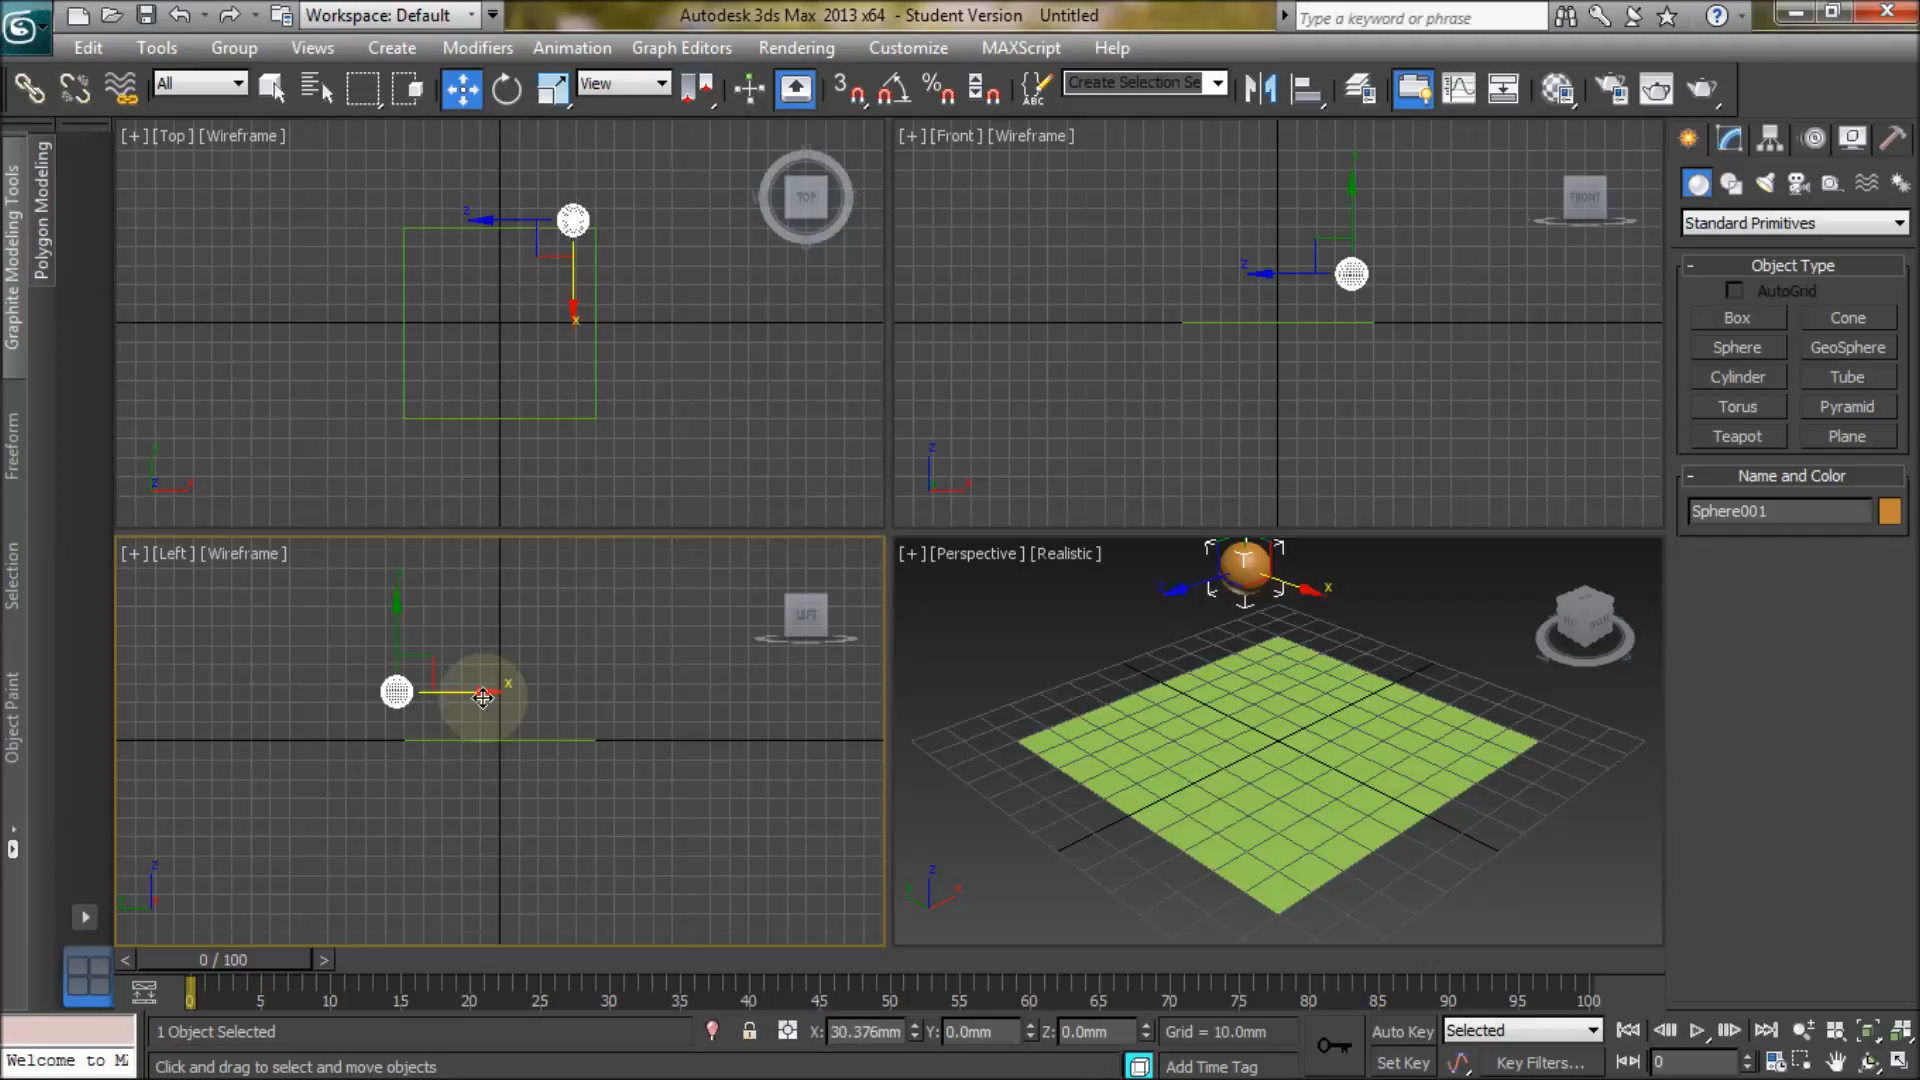 Workspace: Default
Autodesk 3ds Max 2013 x64 - Student Version Untitled
Type a keyword or phrase
Edit Tools Group Views Create Modifiers Animation Graph Editors Rendering Customize MAXScript Help
All
View
3
%
ABC
Create Selection Se
Graphite Modeling Tools
Polygon Modeling
Freeform
Selection
Object Paint
[+] [Top] [Wireframe]
TOP
z
x
[+] [Front] [Wireframe]
FRONT
z
[+] [Left] [Wireframe]
LEFT
x
z
[+] [Perspective] [Realistic]
x
z
Standard Primitives
Object Type
AutoGrid
Box Cone
Sphere GeoSphere
Cylinder Tube
Torus Pyramid
Teapot Plane
Name and Color
Sphere001
< 0 / 100 >
0 5 10 15 20 25 30 35 40 45 50 55 60 65 70 75 80 85 90 95 100
1 Object Selected
X: 30.376mm Y: 0.0mm Z: 0.0mm Grid = 10.0mm
Auto Key Selected
Welcome to MA
Click and drag to select and move objects
Add Time Tag
Set Key Key Filters... 0